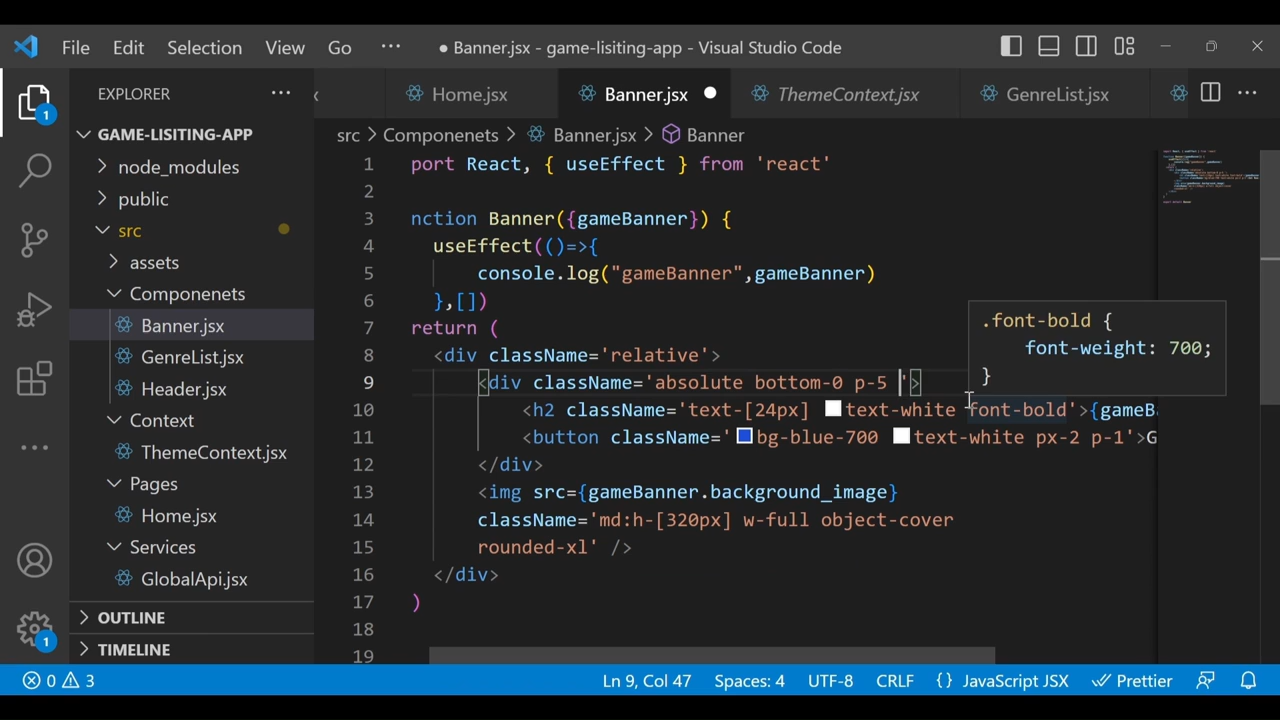 File Edit Selection View Go ··· ● Banner.jsx - game-lisiting-app - Visual Studio Code
EXPLORER ···
x Home.jsx Banner.jsx ● ThemeContext.jsx GenreList.jsx ···
1
GAME-LISITING-APP
node_modules
public
src
assets
Componenets
Banner.jsx
GenreList.jsx
Header.jsx
Context
ThemeContext.jsx
Pages
Home.jsx
Services
GlobalApi.jsx
OUTLINE
TIMELINE
···
1
src > Componenets > Banner.jsx > Banner
1 port React, { useEffect } from 'react'
2
3 nction Banner({gameBanner}) {
4 useEffect(()=>{
5 console.log("gameBanner",gameBanner)
6 },[])
7 return (
8 <div className='relative'>
9 <div className='absolute bottom-0 p-5 '>
10 <h2 className='text-[24px] text-white font-bold'>{gameB
11 <button className='bg-blue-700 text-white px-2 p-1'>G
12 </div>
13 <img src={gameBanner.background_image}
14 className='md:h-[320px] w-full object-cover
15 rounded-xl' />
16 </div>
17 )
18
19
.font-bold {
font-weight: 700;
}
0 3 Ln 9, Col 47 Spaces: 4 UTF-8 CRLF {} JavaScript JSX Prettier